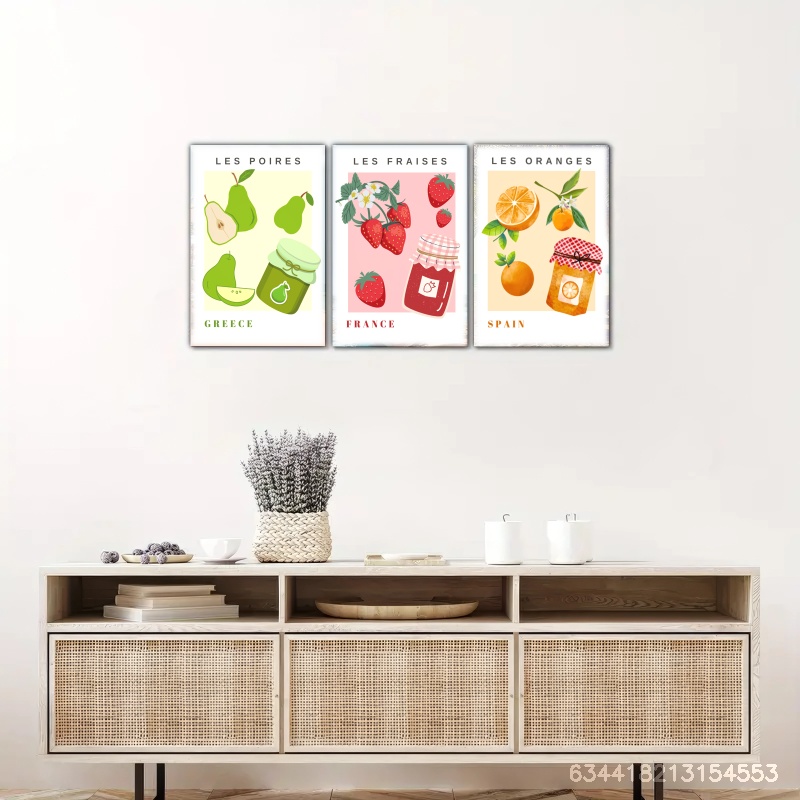 LES POIRES
LES FRAISES
LES ORANGES
GREECE
FRANCE
SPAIN
634418213154553